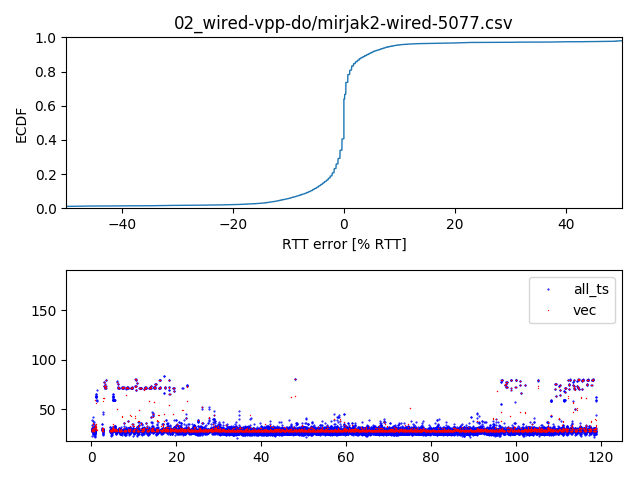 02_wired-vpp-do/mirjak2-wired-5077.csv
1.0
0.8
0.6
0.4
0.2
0.0
ECDF
−40 −20 0 20 40
RTT error [% RTT]
all_ts
vec
150
100
50
0 20 40 60 80 100 120